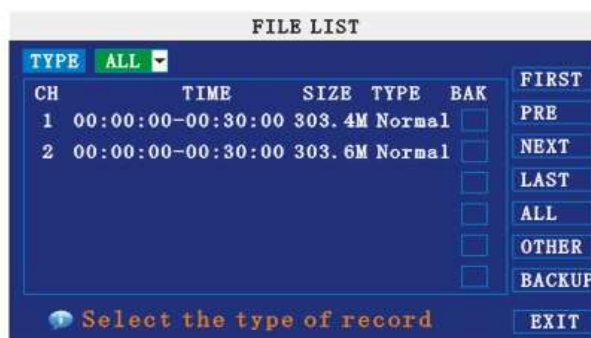 FILE LIST
TYPE ALL
CH TIME SIZE TYPE BAK
1 00:00:00-00:30:00 303.4M Normal
2 00:00:00-00:30:00 303.6M Normal
FIRST
PRE
NEXT
LAST
ALL
OTHER
BACKUP
Select the type of record
EXIT